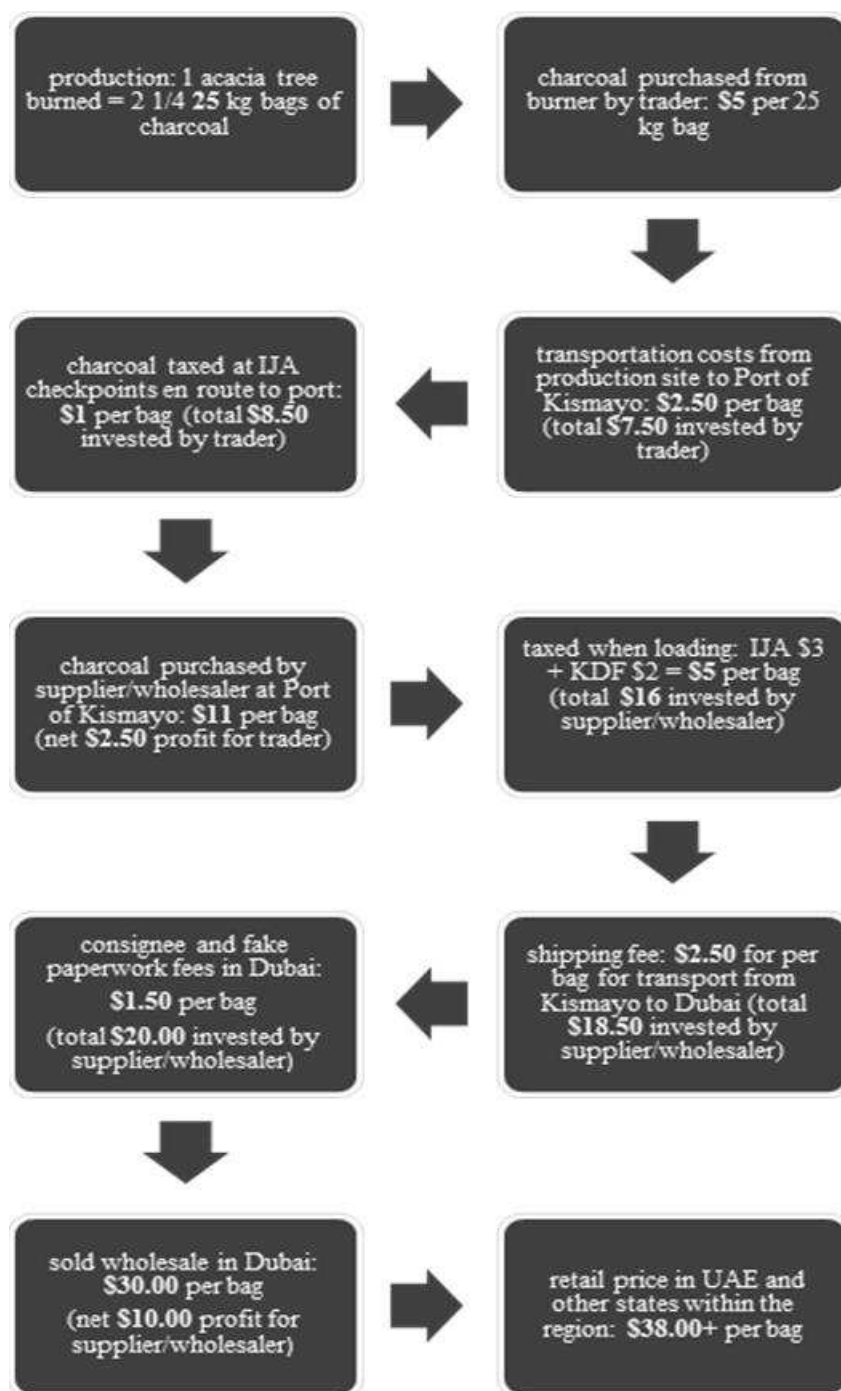 production: 1 acacia tree
burned = 2 1/4 25 kg bags of
charcoal
charcoal purchased from
burner by trader: $5 per 25
kg bag
transportation costs from
production site to Port of
Kismayo: $2.50 per bag
(total $7.50 invested by
trader)
charcoal taxed at IJA
checkpoints en route to port:
$1 per bag (total $8.50
invested by trader)
charcoal purchased by
supplier/wholesaler at Port
of Kismayo: $11 per bag
(net $2.50 profit for trader)
taxed when loading: IJA $3
+ KDF $2 = $5 per bag
(total $16 invested by
supplier/wholesaler)
shipping fee: $2.50 for per
bag for transport from
Kismayo to Dubai (total
$18.50 invested by
supplier/wholesaler)
consignee and fake
paperwork fees in Dubai:
$1.50 per bag
(total $20.00 invested by
supplier/wholesaler)
sold wholesale in Dubai:
$30.00 per bag
(net $10.00 profit for
supplier/wholesaler)
retail price in UAE and
other states within the
region: $38.00+ per bag